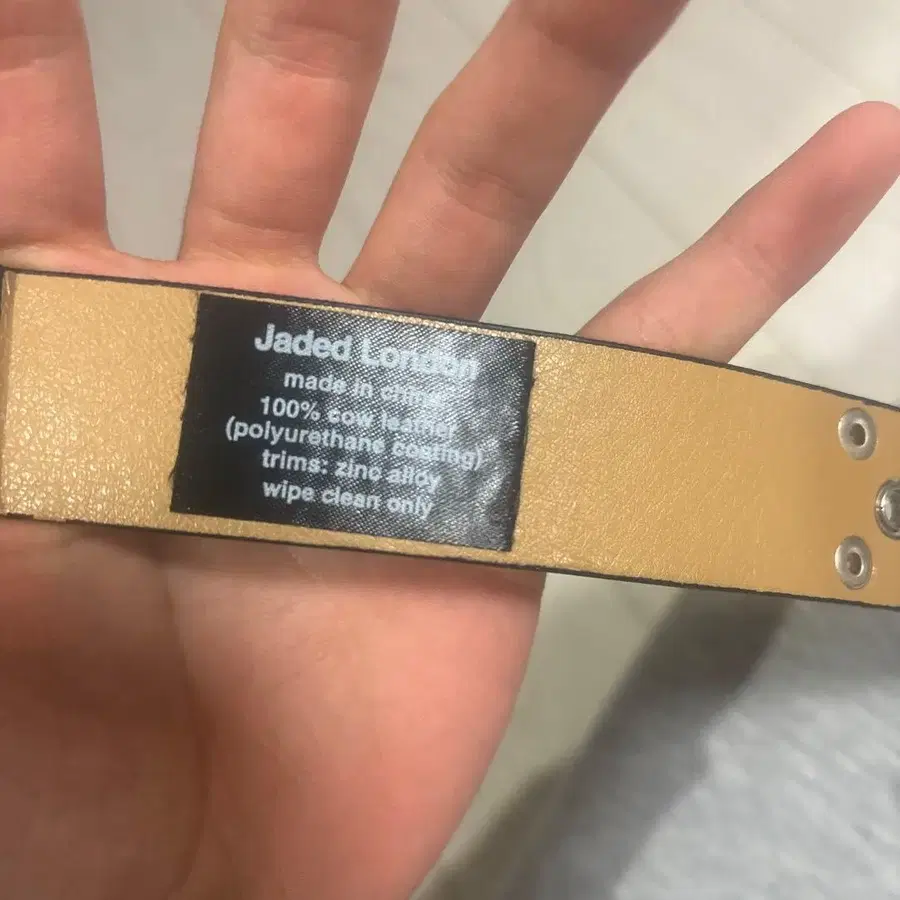 Jaded London
made in china
100% cow leather
(polyurethane coating)
trims: zinc alloy
wipe clean only